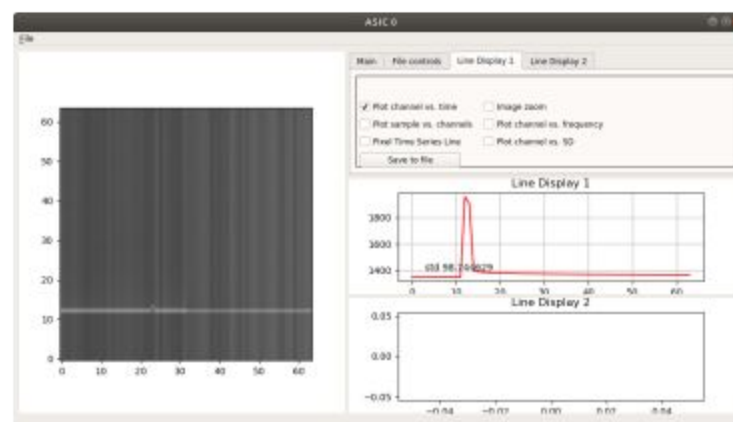 ASIC 0
File
Main File controls Line Display 1 Line Display 2
Plot channel vs. time Image zoom
Plot sample vs. channels Plot channel vs. frequency
Pixel Time Series Line Plot channel vs. SD
Save to file
60
50
40
30
20
10
0
0 10 20 30 40 50 60
Line Display 1
1800
1600
1400
std
0 10 20 30 40 50 60
Line Display 2
0.05
0.00
−0.05
−0.04 −0.02 0.00 0.02 0.04